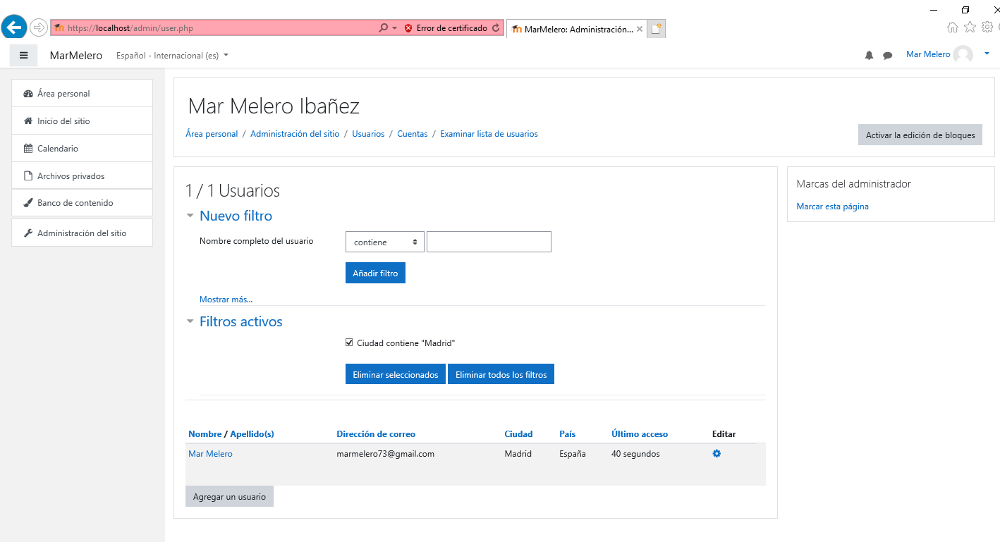 https://localhost/admin/user.php
Error de certificado
MarMelero: Administración...
MarMelero
Español - Internacional (es)
Mar Melero
Área personal
Inicio del sitio
Calendario
Archivos privados
Banco de contenido
Administración del sitio
Mar Melero Ibañez
Área personal / Administración del sitio / Usuarios / Cuentas / Examinar lista de usuarios
Activar la edición de bloques
1 / 1 Usuarios
Nuevo filtro
Nombre completo del usuario
contiene
Añadir filtro
Mostrar más...
Filtros activos
Ciudad contiene "Madrid"
Eliminar seleccionados
Eliminar todos los filtros
Nombre / Apellido(s) Dirección de correo Ciudad País Último acceso Editar
Mar Melero marmelero73@gmail.com Madrid España 40 segundos
Agregar un usuario
Marcas del administrador
Marcar esta página